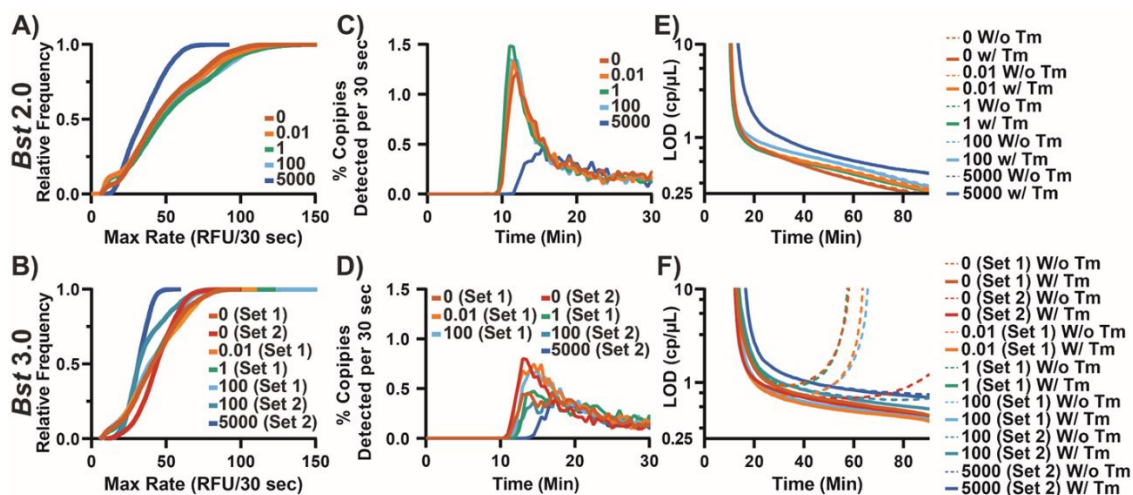 A)
Bst 2.0
Relative Frequency
1.0
0.5
0.0
0
0.01
1
100
5000
0 50 100 150
Max Rate (RFU/30 sec)
C)
% Copipies
Detected per 30 sec
1.5
1.0
0.5
0.0
0
0.01
1
100
5000
0 10 20 30
Time (Min)
E)
LOD (cp/µL)
10
1
0.25
20 40 60 80
Time (Min)
0 W/o Tm
0 w/ Tm
0.01 W/o Tm
0.01 w/ Tm
1 W/o Tm
1 w/ Tm
100 W/o Tm
100 w/ Tm
5000 W/o Tm
5000 w/ Tm
B)
Bst 3.0
Relative Frequency
1.0
0.5
0.0
0 (Set 1)
0 (Set 2)
0.01 (Set 1)
1 (Set 1)
100 (Set 1)
100 (Set 2)
5000 (Set 2)
0 50 100 150
Max Rate (RFU/30 sec)
D)
% Copipies
Detected per 30 sec
1.5
1.0
0.5
0.0
0 (Set 1) 0 (Set 2)
0.01 (Set 1) 1 (Set 1)
100 (Set 1) 100 (Set 2)
5000 (Set 2)
0 10 20 30
Time (Min)
F)
LOD (cp/µL)
10
1
0.25
20 40 60 80
Time (Min)
0 (Set 1) W/o Tm
0 (Set 1) W/ Tm
0 (Set 2) W/o Tm
0 (Set 2) W/ Tm
0.01 (Set 1) W/o Tm
0.01 (Set 1) W/ Tm
1 (Set 1) W/o Tm
1 (Set 1) W/ Tm
100 (Set 1) W/o Tm
100 (Set 1) W/ Tm
100 (Set 2) W/o Tm
100 (Set 2) W/ Tm
5000 (Set 2) W/o Tm
5000 (Set 2) W/ Tm